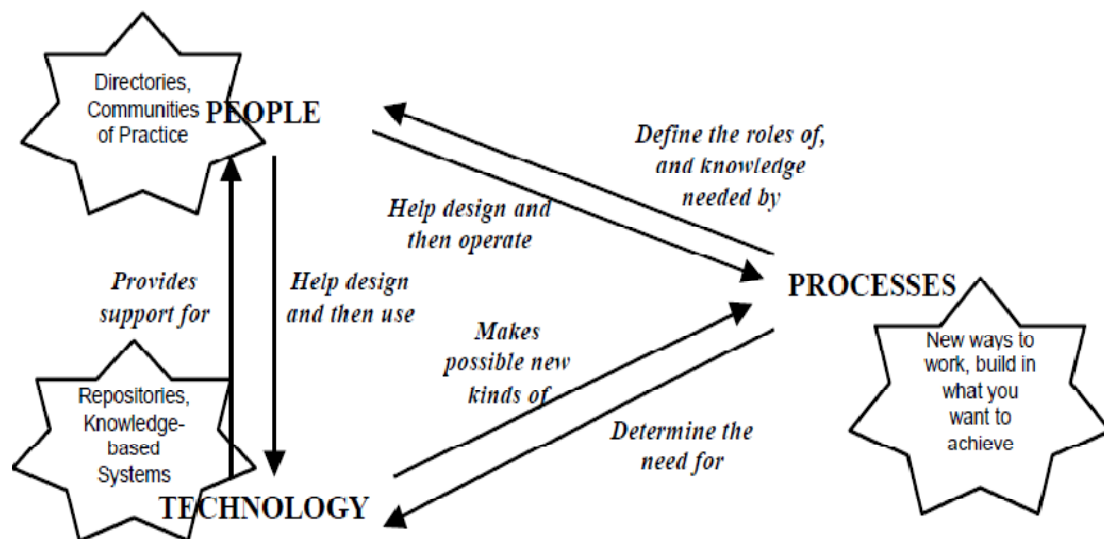 Directories,
Communities
of Practice
PEOPLE
Define the roles of,
and knowledge
needed by
Help design and
then operate
Provides
support for
Help design
and then use
PROCESSES
Makes
possible new
kinds of
New ways to
work, build in
what you
want to
achieve
Repositories,
Knowledge-
based
Systems
Determine the
need for
TECHNOLOGY